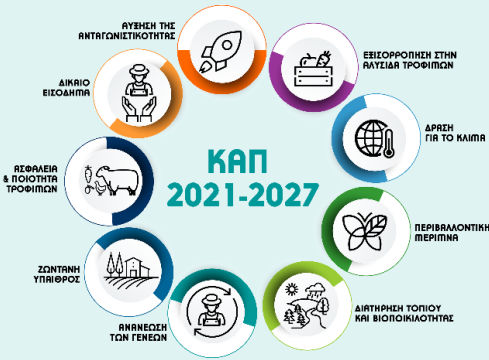 ΑΥΞΗΣΗ ΤΗΣ
ΑΝΤΑΓΩΝΙΣΤΙΚΟΤΗΤΑΣ
ΕΞΙΣΟΡΡΟΠΗΣΗ ΣΤΗΝ
ΑΛΥΣΙΔΑ ΤΡΟΦΙΜΩΝ
ΔΡΑΣΗ
ΓΙΑ ΤΟ ΚΛΙΜΑ
ΠΕΡΙΒΑΛΛΟΝΤΙΚΗ
ΜΕΡΙΜΝΑ
ΔΙΑΤΗΡΗΣΗ ΤΟΠΙΟΥ
ΚΑΙ ΒΙΟΠΟΙΚΙΛΟΤΗΤΑΣ
ΑΝΑΝΕΩΣΗ
ΤΩΝ ΓΕΝΕΩΝ
ΖΩΝΤΑΝΗ
ΥΠΑΙΘΡΟΣ
ΑΣΦΑΛΕΙΑ
& ΠΟΙΟΤΗΤΑ
ΤΡΟΦΙΜΩΝ
ΔΙΚΑΙΟ
ΕΙΣΟΔΗΜΑ
ΚΑΠ
2021-2027